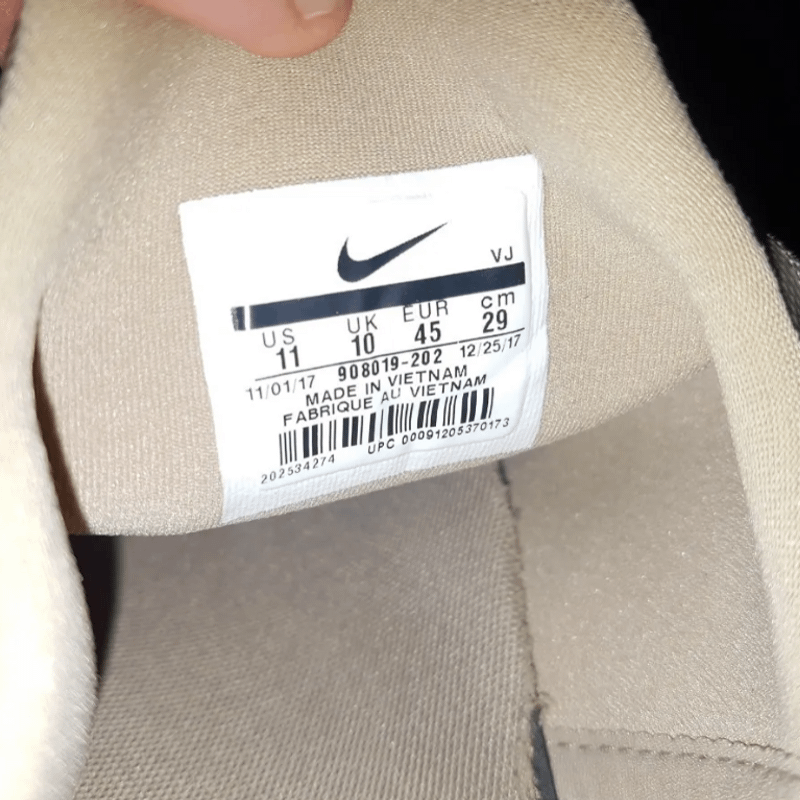 VJ
US UK EUR cm
11 10 45 29
11/01/17 908019-202 12/25/17
MADE IN VIETNAM
FABRIQUE AU VIETNAM
202534274 UPC 00091205370173